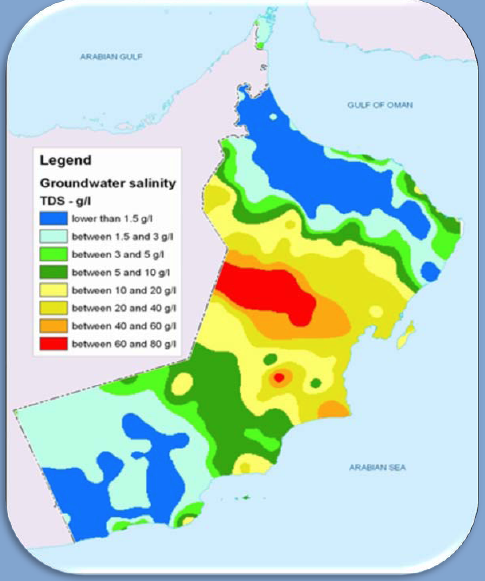 ARABIAN GULF
GULF OF OMAN
Legend
Groundwater salinity
TDS - g/l
lower than 1.5 g/l
between 1.5 and 3 g/l
between 3 and 5 g/l
between 5 and 10 g/l
between 10 and 20 g/l
between 20 and 40 g/l
between 40 and 60 g/l
between 60 and 80 g/l
ARABIAN SEA